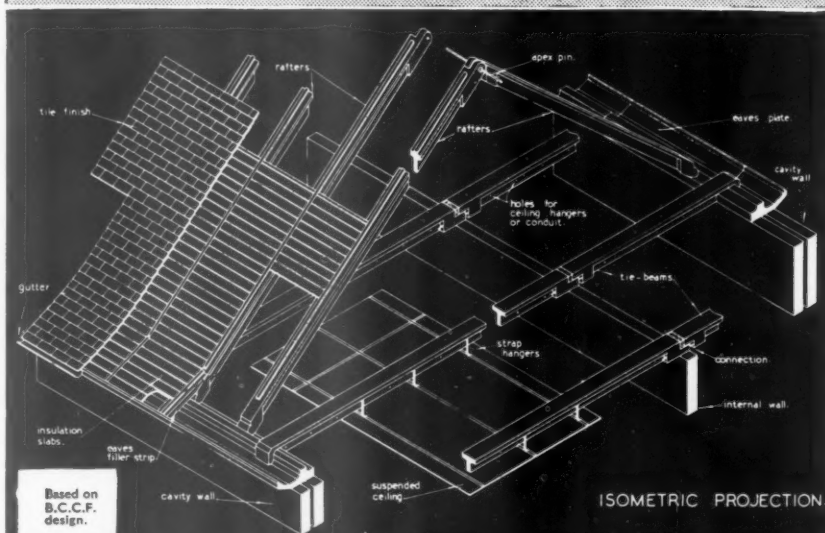 apex pin.
rafters
tile finish
rafters
eaves plate.
cavity
wall
holes for
ceiling hangers
or conduit.
gutter
tie-beams
strap
hangers
connection.
internal wall.
insulation
slabs.
eaves
filler strip.
suspended
ceiling
cavity wall.
Based on
B.C.C.F.
design.
ISOMETRIC PROJECTION